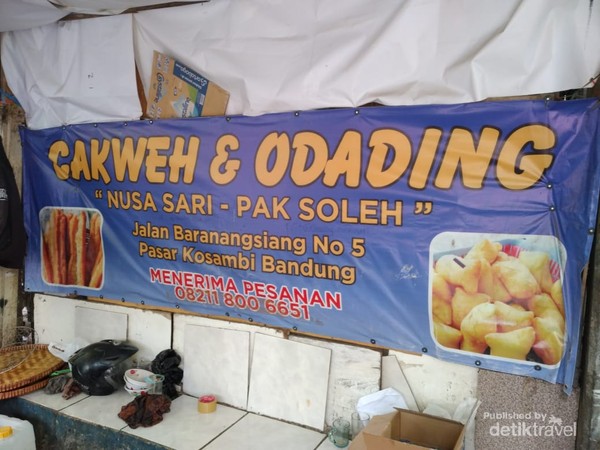 CAKWEH & ODADING
" NUSA SARI - PAK SOLEH "
Jalan Baranangsiang No 5
Pasar Kosambi Bandung
MENERIMA PESANAN
08211 800 6651
Published by
detiktravel